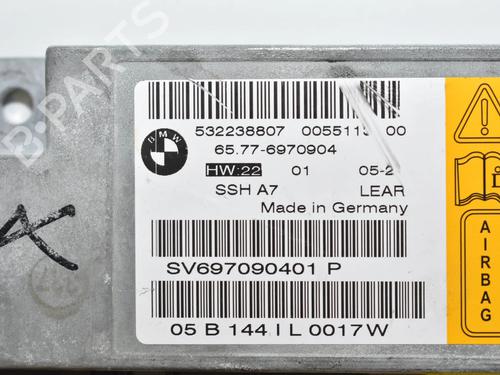 B-PARTS
BMW
532238807 005511
00
65.77-6970904
HW:22 01 05-2
SSH A7 LEAR
Made in Germany
SV697090401 P
05 B 144 I L 0017W
AIRBAG